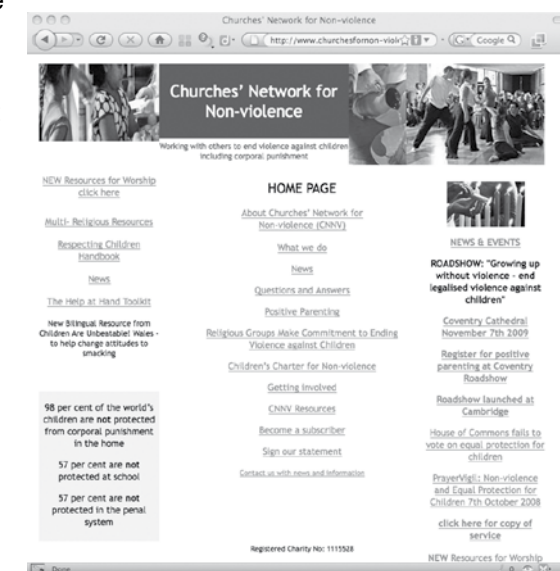 Churches' Network for Non-violence
http://www.churchesfornon-viole
Google
Churches' Network for
Non-violence
Working with others to end violence against children
including corporal punishment
NEW Resources for Worship
click here
Multi- Religious Resources
Respecting Children
Handbook
News
The Help at Hand Toolkit
New Bilingual Resource from
Children Are Unbeatable! Wales -
to help change attitudes to
smacking
98 per cent of the world's
children are not protected
from corporal punishment
in the home
57 per cent are not
protected at school
57 per cent are not
protected in the penal
system
HOME PAGE
About Churches' Network for
Non-violence (CNNV)
What we do
News
Questions and Answers
Positive Parenting
Religious Groups Make Commitment to Ending
Violence against Children
Children's Charter for Non-violence
Getting Involved
CNNV Resources
Become a subscriber
Sign our statement
Contact us with news and information
Registered Charity No: 1115528
NEWS & EVENTS
ROADSHOW: "Growing up
without violence - end
legalised violence against
children"
Coventry Cathedral
November 7th 2009
Register for positive
parenting at Coventry
Roadshow
Roadshow launched at
Cambridge
House of Commons fails to
vote on equal protection for
children
PrayerVigil: Non-violence
and Equal Protection for
Children 7th October 2008
click here for copy of
service
NEW Resources for Worship
Done